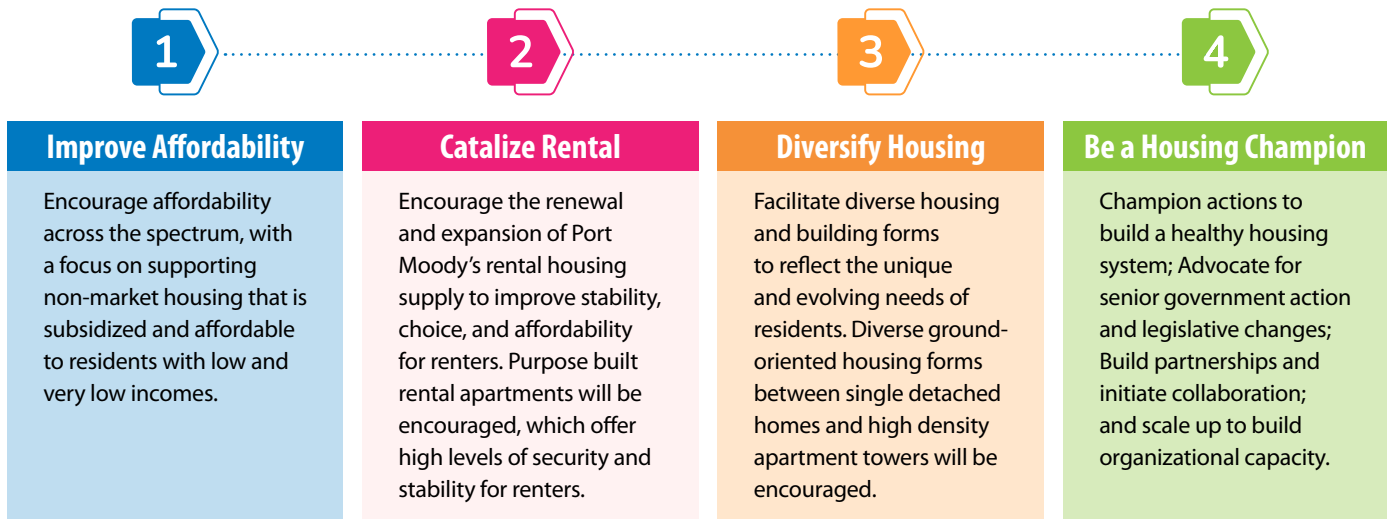 1
2
3
4
Improve Affordability
Encourage affordability
across the spectrum, with
a focus on supporting
non-market housing that is
subsidized and affordable
to residents with low and
very low incomes.
Catalize Rental
Encourage the renewal
and expansion of Port
Moody’s rental housing
supply to improve stability,
choice, and affordability
for renters. Purpose built
rental apartments will be
encouraged, which offer
high levels of security and
stability for renters.
Diversify Housing
Facilitate diverse housing
and building forms
to reflect the unique
and evolving needs of
residents. Diverse ground-
oriented housing forms
between single detached
homes and high density
apartment towers will be
encouraged.
Be a Housing Champion
Champion actions to
build a healthy housing
system; Advocate for
senior government action
and legislative changes;
Build partnerships and
initiate collaboration;
and scale up to build
organizational capacity.